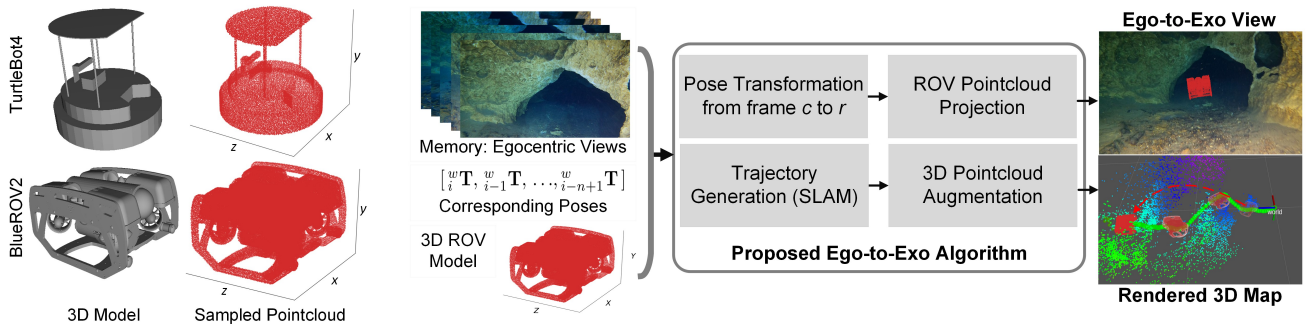 TurtleBot4
y
x
z
BlueROV2
y
x
z
3D Model
Sampled Pointcloud
Memory: Egocentric Views
[ ʷᵢT, ʷᵢ₋₁T, …, ʷᵢ₋ₙ₊₁T ]
Corresponding Poses
3D ROV
Model
Y
X
Z
Pose Transformation
from frame c to r
ROV Pointcloud
Projection
Trajectory
Generation (SLAM)
3D Pointcloud
Augmentation
Proposed Ego-to-Exo Algorithm
Ego-to-Exo View
world
Rendered 3D Map